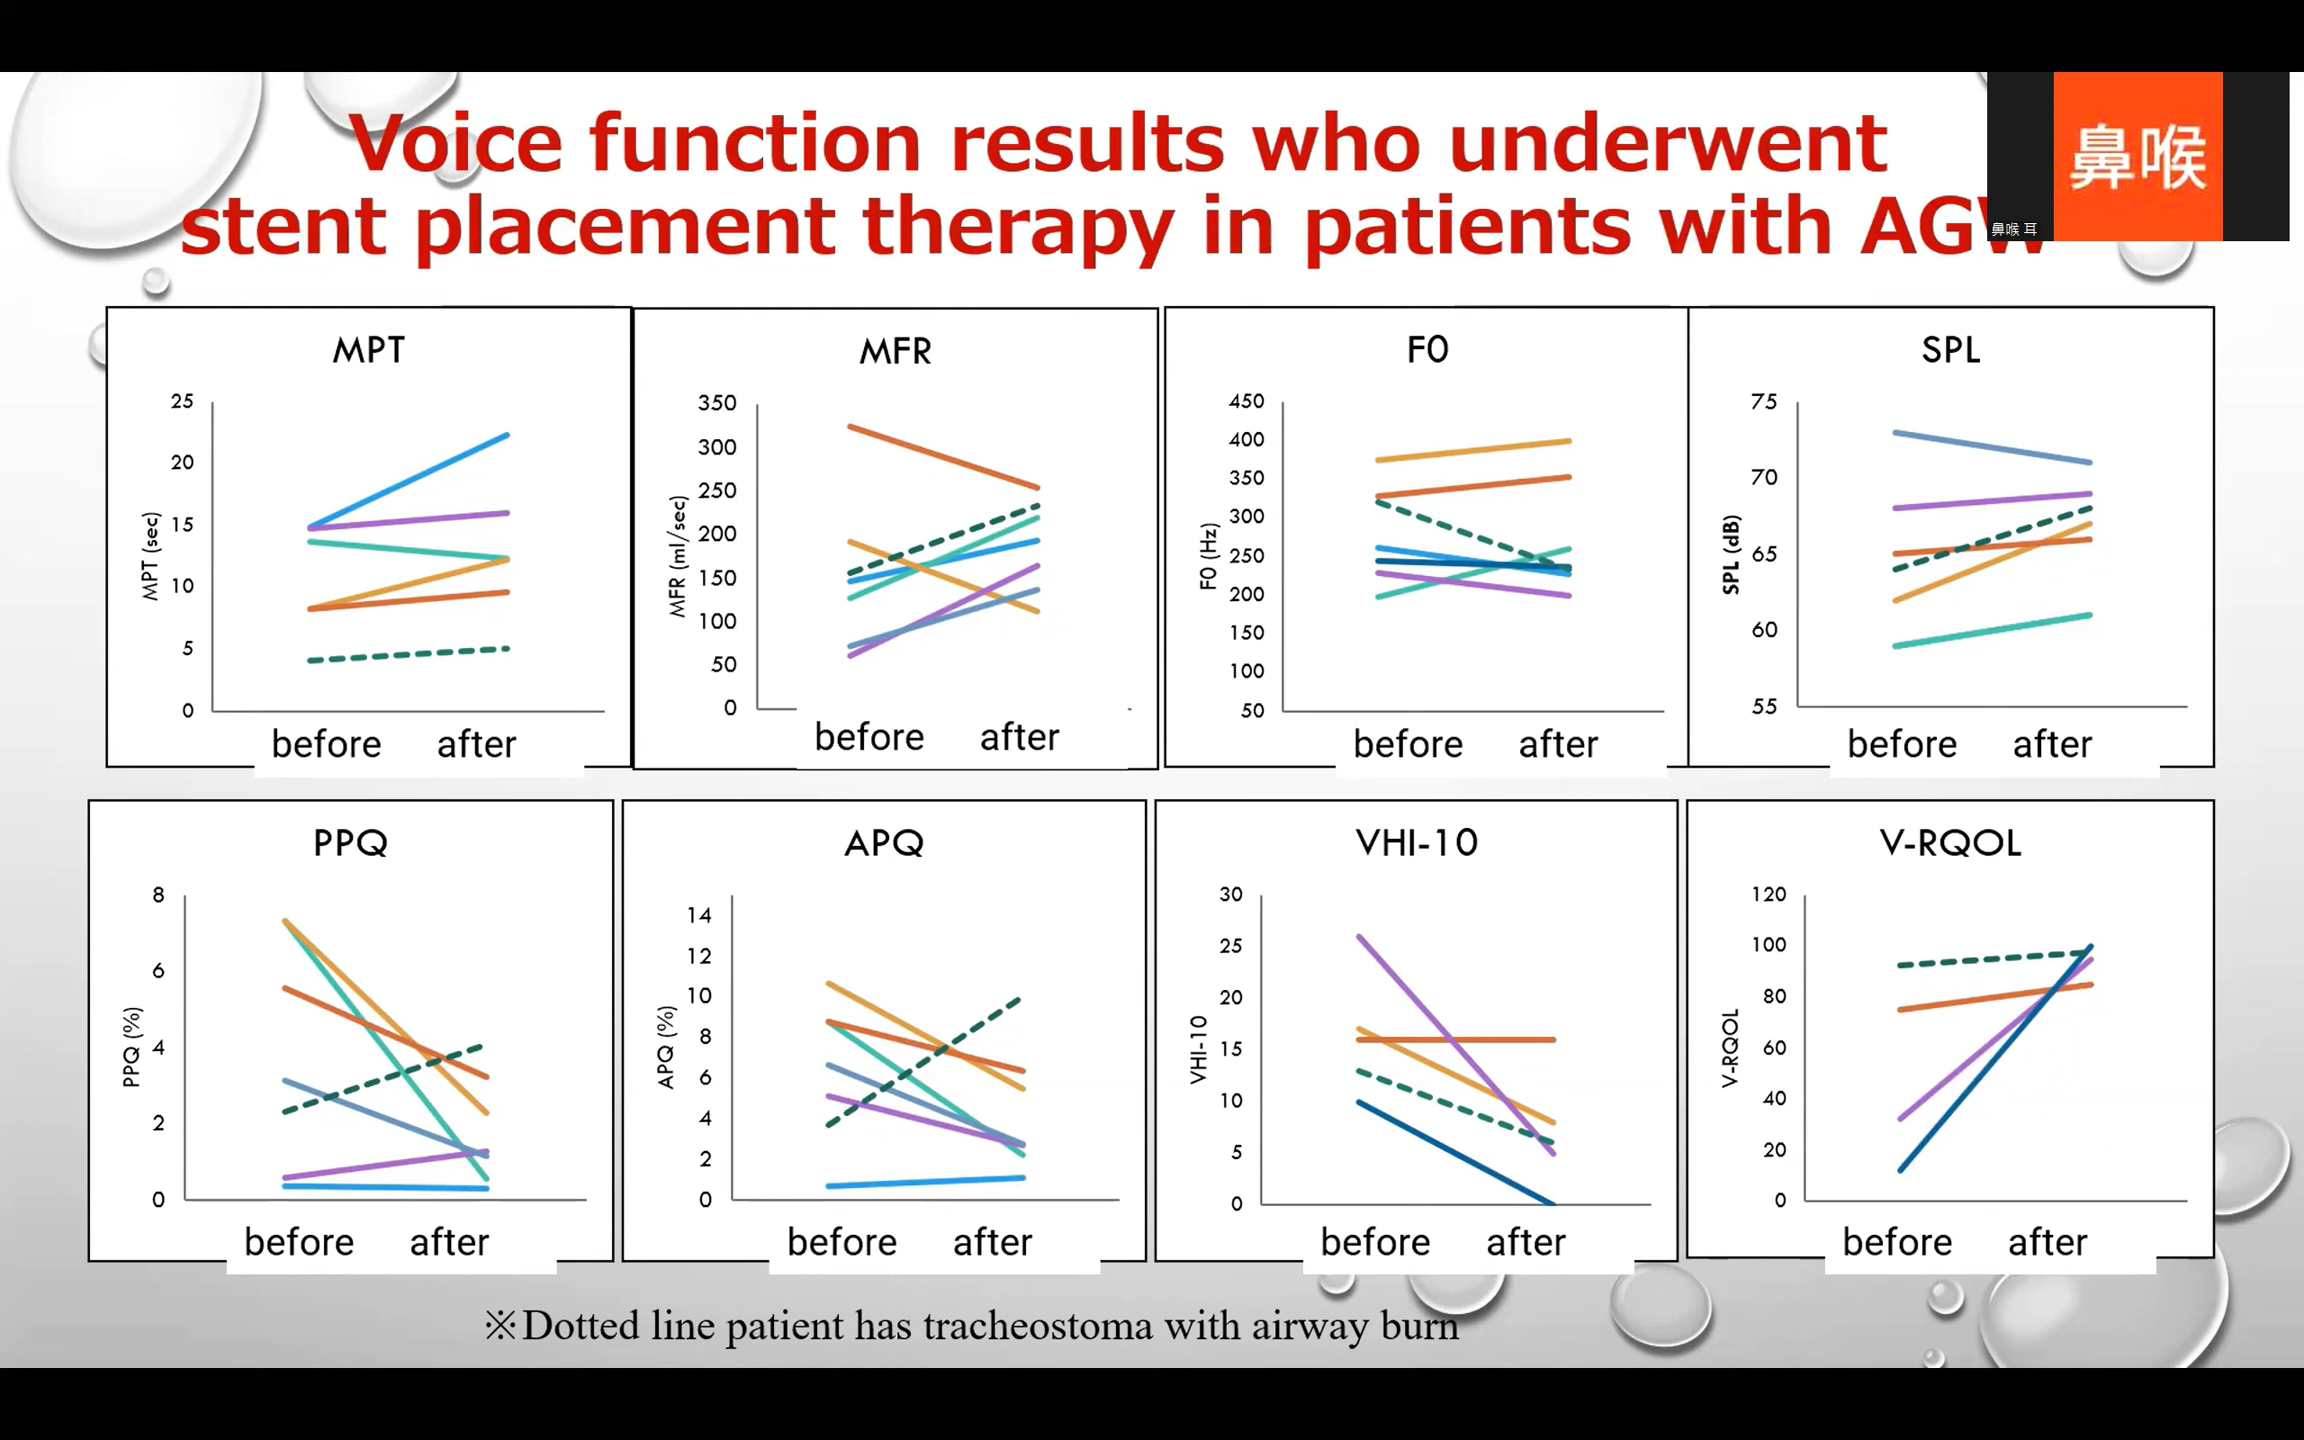 Voice function results who underwent
stent placement therapy in patients with AGW
鼻喉
鼻喉 耳
MPT
25
20
15
10
5
0
MPT (sec)
before after
MFR
350
300
250
200
150
100
50
0
MFR (ml/sec)
before after
F0
450
400
350
300
250
200
150
100
50
F0 (Hz)
before after
SPL
75
70
65
60
55
SPL (dB)
before after
PPQ
8
6
4
2
0
PPQ (%)
before after
APQ
14
12
10
8
6
4
2
0
APQ (%)
before after
VHI-10
30
25
20
15
10
5
0
VHI-10
before after
V-RQOL
120
100
80
60
40
20
0
V-RQOL
before after
※Dotted line patient has tracheostoma with airway burn